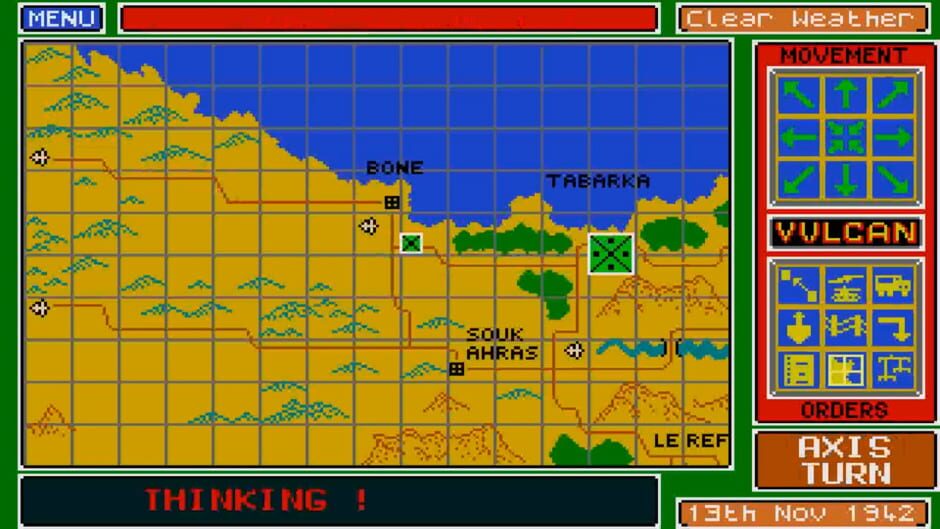 MENU
Clear Weather
MOVEMENT
BONE
TABARKA
VULCAN
SOUK
AHRAS
ORDERS
LE REF
AXIS
TURN
THINKING !
13th Nov 1942